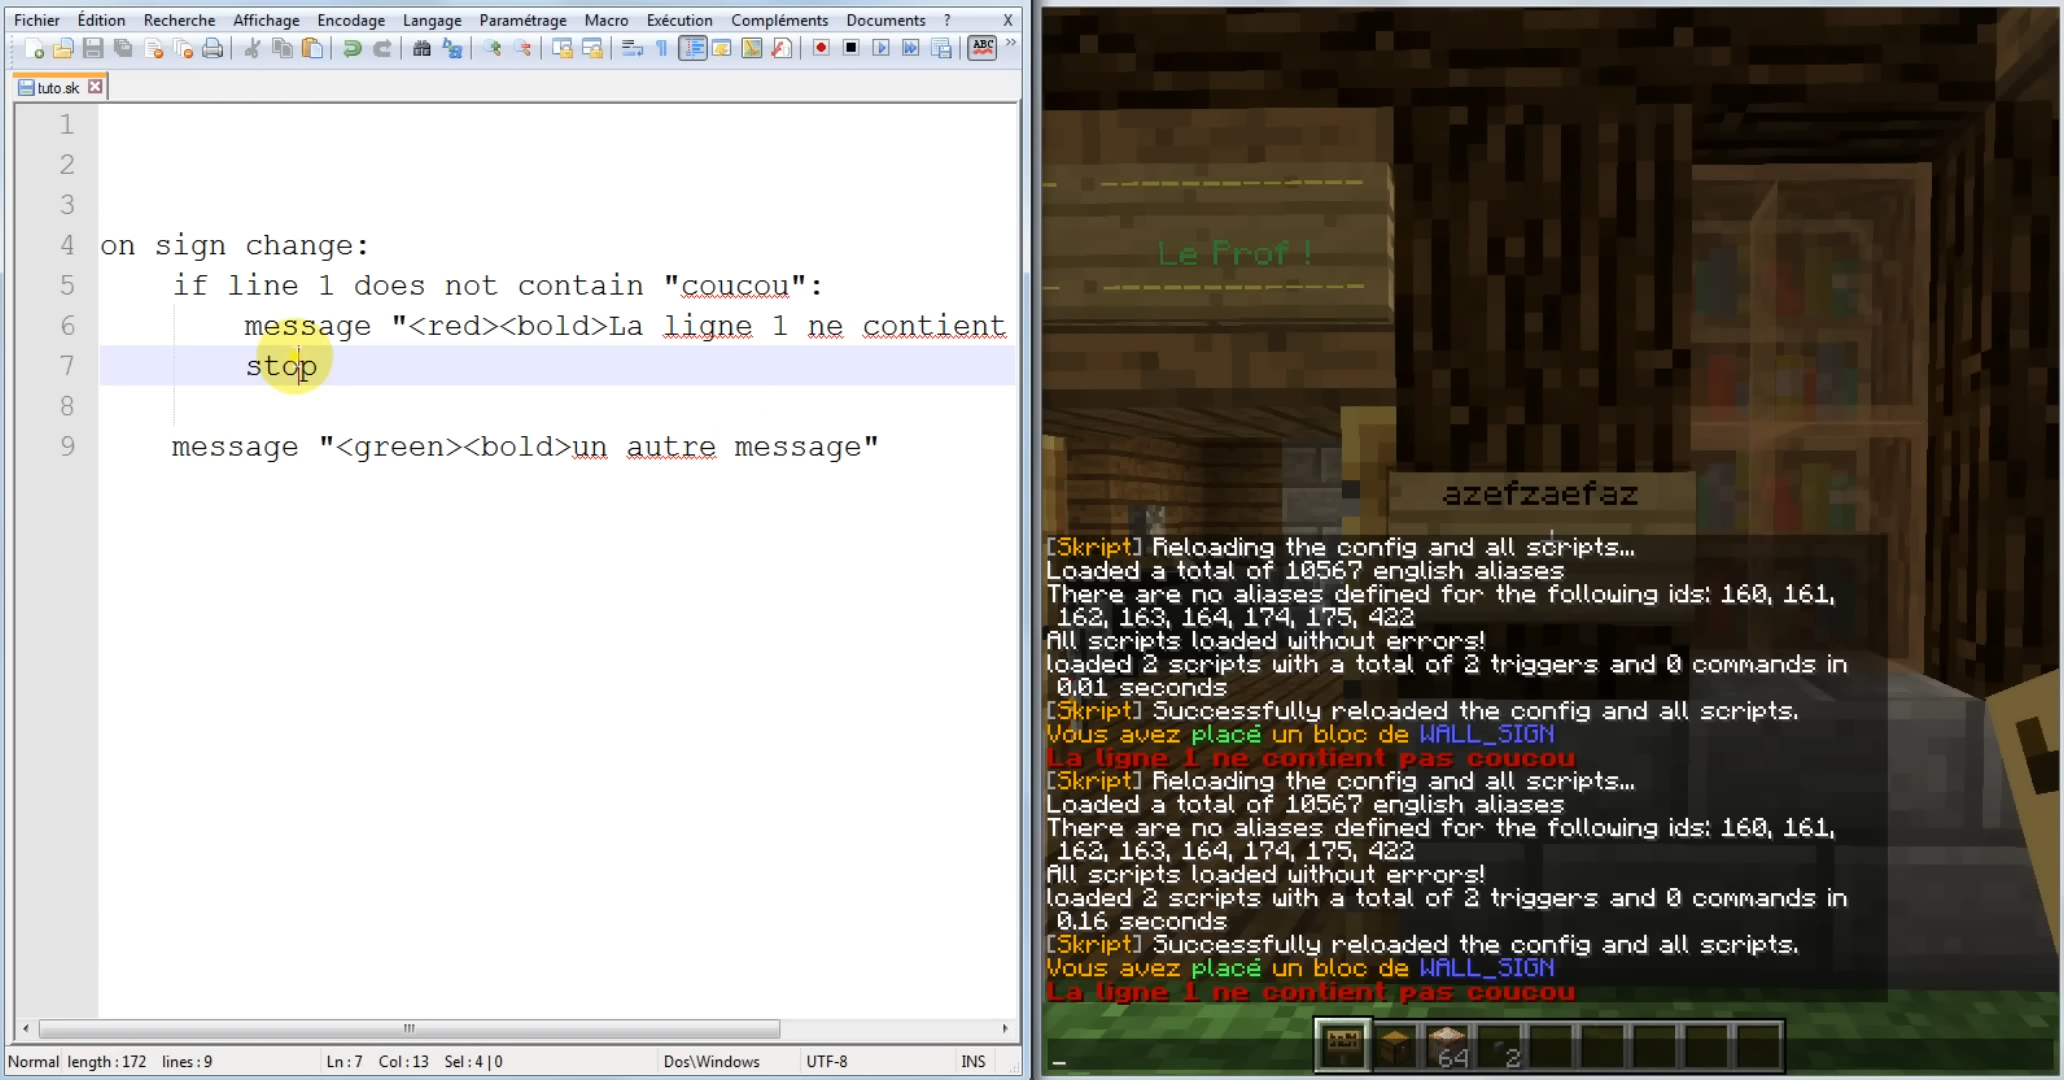 Fichier Édition Recherche Affichage Encodage Langage Paramétrage Macro Exécution Compléments Documents ? X
ABC »
tuto.sk
1
2
3
4 on sign change:
5 if line 1 does not contain "coucou":
6 message "<red><bold>La ligne 1 ne contient
7 stop
8
9 message "<green><bold>un autre message"
Normal length : 172 lines : 9 Ln : 7 Col : 13 Sel : 4 | 0 Dos\Windows UTF-8 INS
Le Prof !
azefzaefaz
[Skript] Reloading the config and all scripts...
Loaded a total of 10567 english aliases
There are no aliases defined for the following ids: 160, 161,
162, 163, 164, 174, 175, 422
All scripts loaded without errors!
loaded 2 scripts with a total of 2 triggers and 0 commands in
0.01 seconds
[Skript] Successfully reloaded the config and all scripts.
Vous avez placé un bloc de WALL_SIGN
La ligne 1 ne contient pas coucou
[Skript] Reloading the config and all scripts...
Loaded a total of 10567 english aliases
There are no aliases defined for the following ids: 160, 161,
162, 163, 164, 174, 175, 422
All scripts loaded without errors!
loaded 2 scripts with a total of 2 triggers and 0 commands in
0.16 seconds
[Skript] Successfully reloaded the config and all scripts.
Vous avez placé un bloc de WALL_SIGN
La ligne 1 ne contient pas coucou
64 2
_